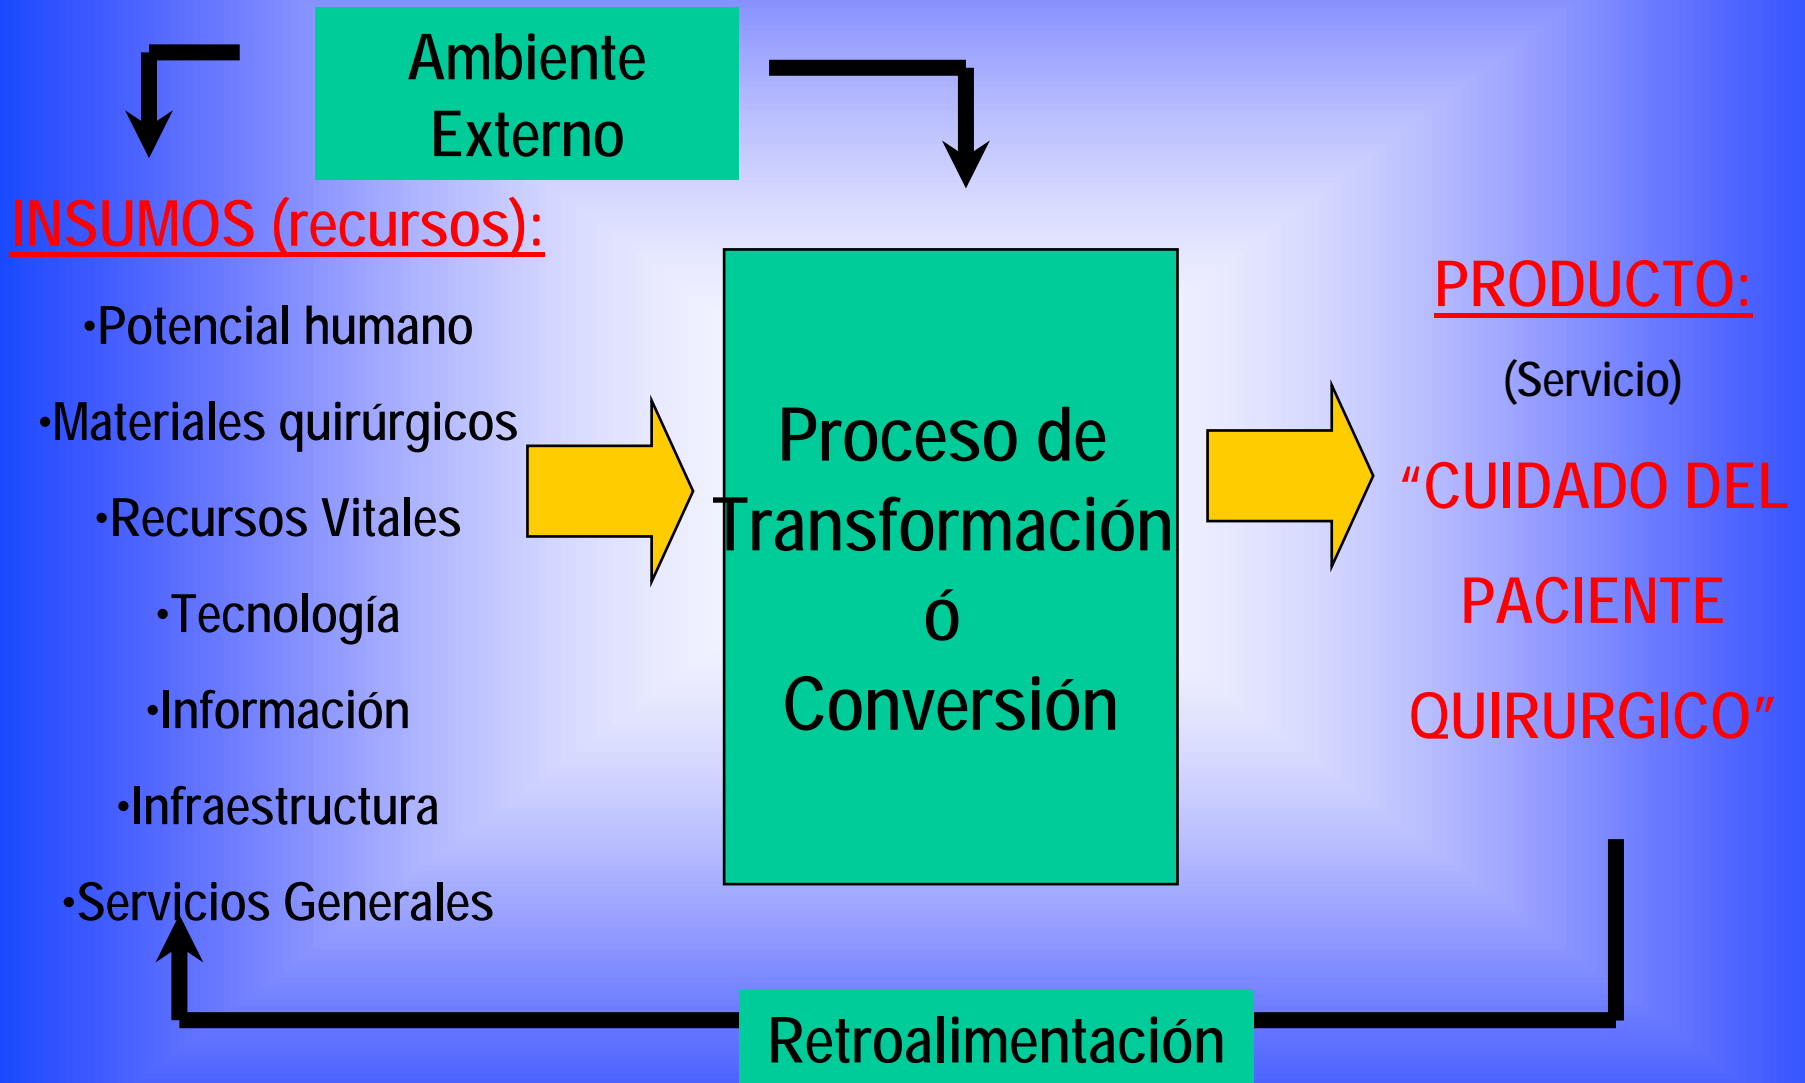 Ambiente
Externo
INSUMOS (recursos):
•Potencial humano
•Materiales quirúrgicos
•Recursos Vitales
•Tecnología
•Información
•Infraestructura
•Servicios Generales
Proceso de
Transformación
ó
Conversión
PRODUCTO:
(Servicio)
“CUIDADO DEL
PACIENTE
QUIRURGICO”
Retroalimentación